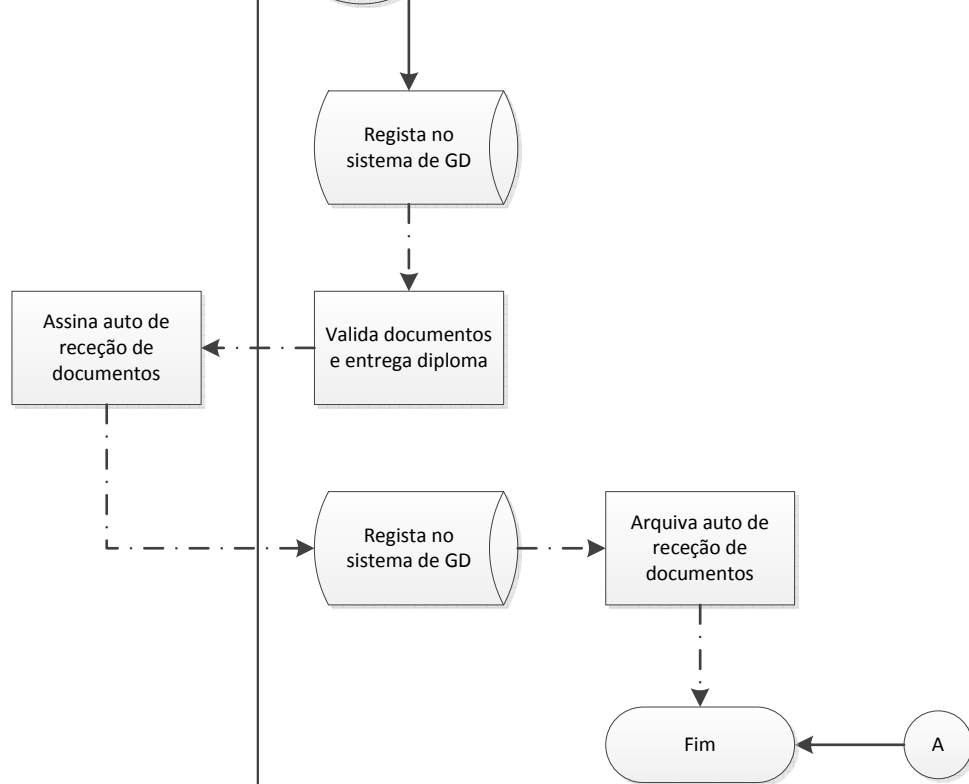 Regista no
sistema de GD
Assina auto de
receção de
documentos
Valida documentos
e entrega diploma
Regista no
sistema de GD
Arquiva auto de
receção de
documentos
Fim
A